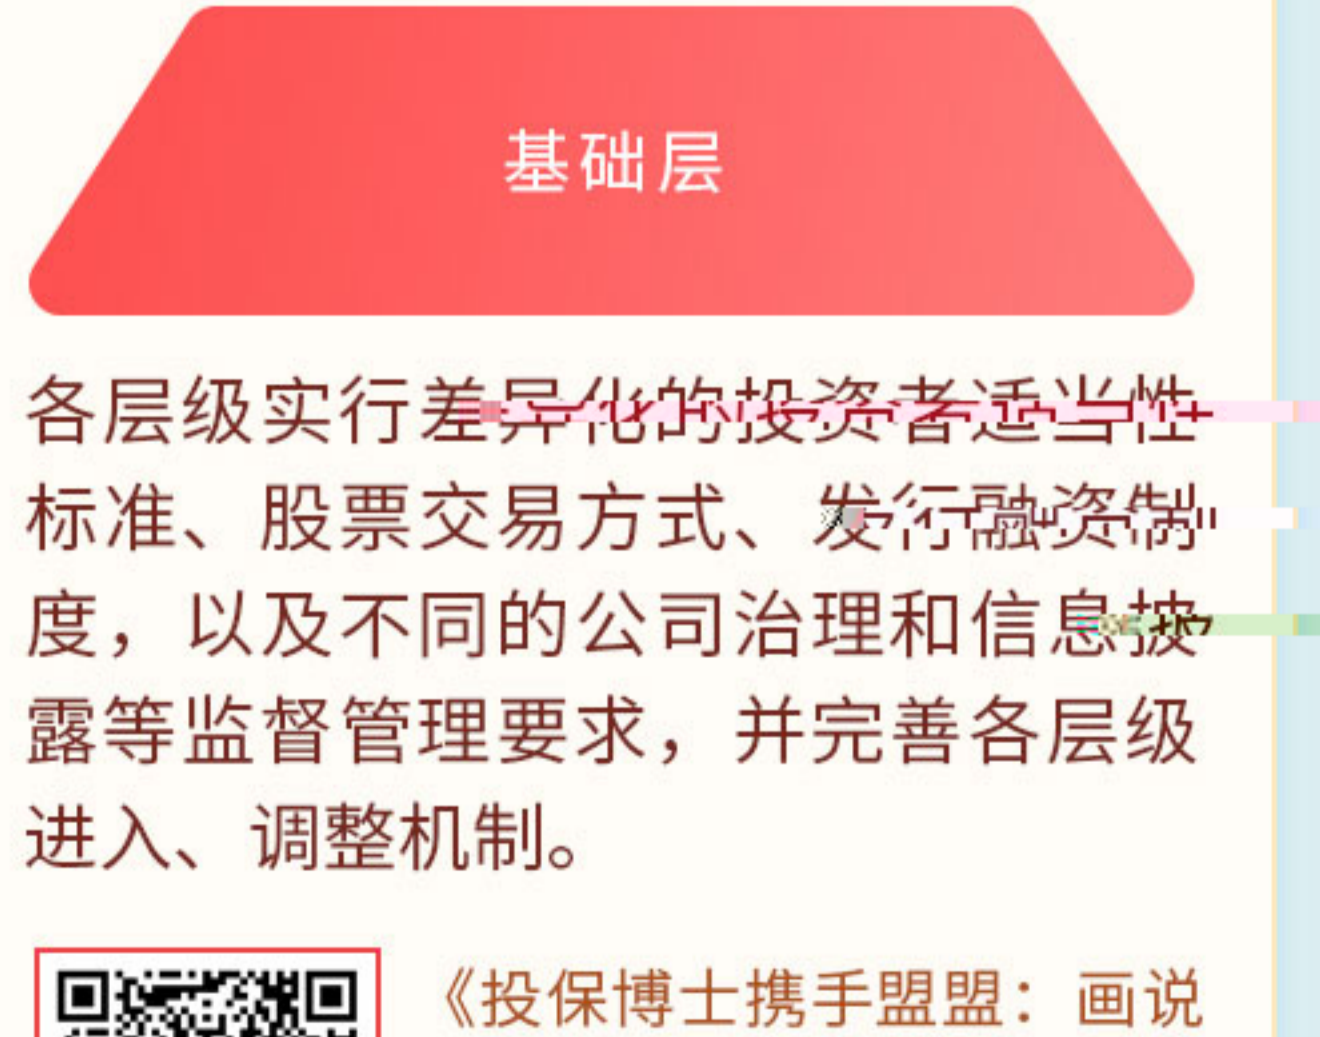 基础层
各层级实行差异化的投资者适当性
标准、股票交易方式、发行融资制
度，以及不同的公司治理和信息披
露等监督管理要求，并完善各层级
进入、调整机制。
《投保博士携手盟盟：画说